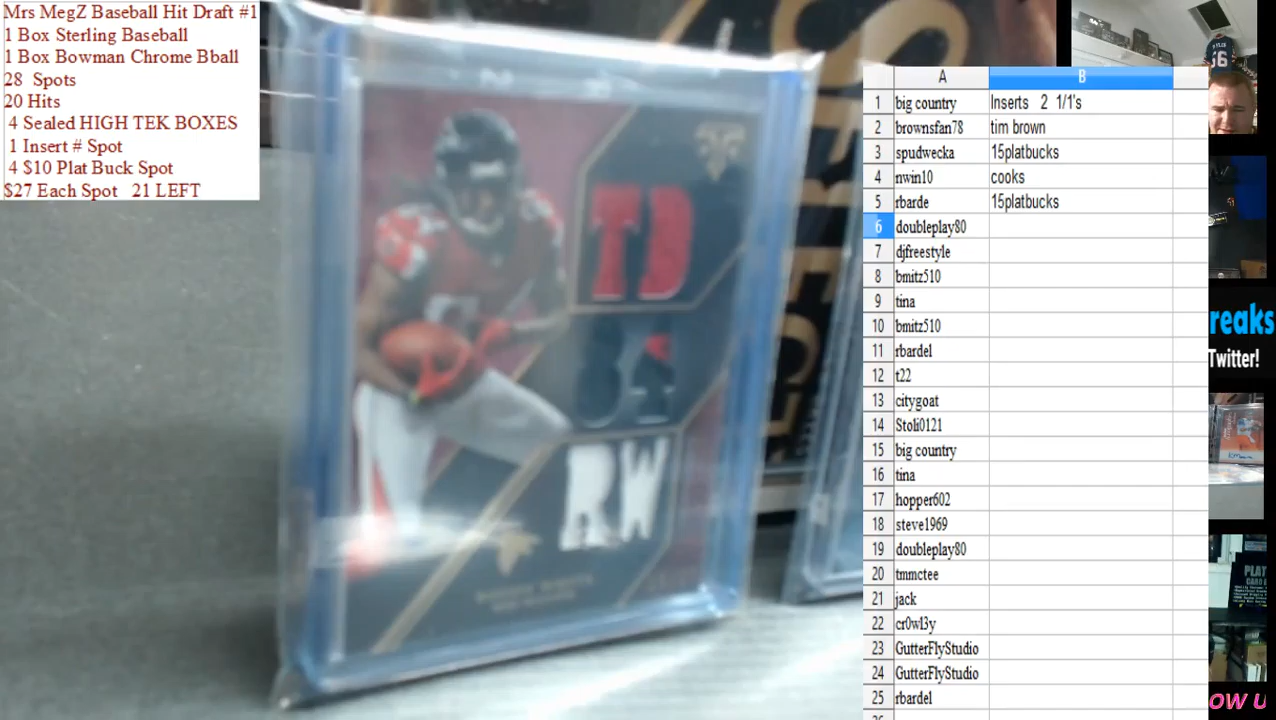 Mrs MegZ Baseball Hit Draft #1
1 Box Sterling Baseball
1 Box Bowman Chrome Bball
28 Spots
20 Hits
4 Sealed HIGH TEK BOXES
1 Insert # Spot
4 $10 Plat Buck Spot
$27 Each Spot 21 LEFT
TD
84
RW
A B
1 big country Inserts 2 1/1's
2 brownsfan78 tim brown
3 spudwecka 15platbucks
4 nwin10 cooks
5 rbarde 15platbucks
6 doubleplay80
7 djfreestyle
8 bmitz510
9 tina
10 bmitz510
11 rbardel
12 t22
13 citygoat
14 Stoli0121
15 big country
16 tina
17 hopper602
18 steve1969
19 doubleplay80
20 tmmctee
21 jack
22 cr0wl3y
23 GutterFlyStudio
24 GutterFlyStudio
25 rbardel
56
reaks
Twitter!
PLAT
OW U